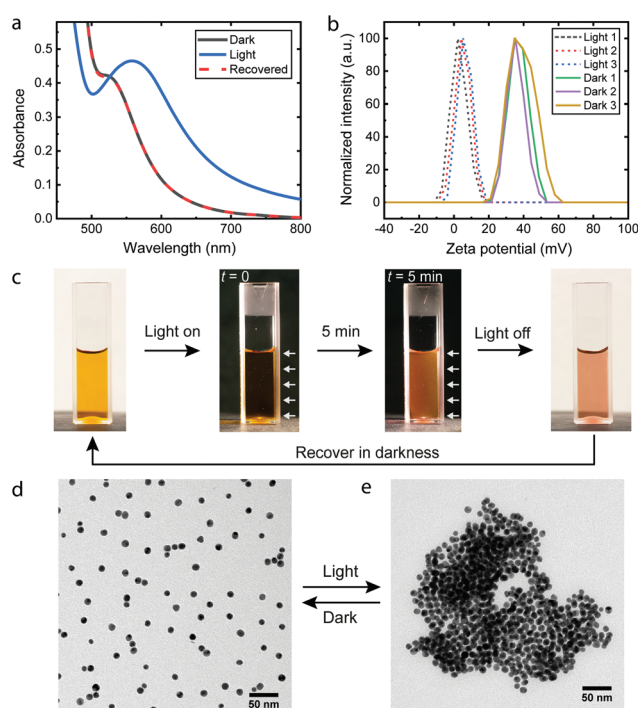 a
0.5
0.4
0.3
0.2
0.1
0.0
Absorbance
500 600 700 800
Wavelength (nm)
Dark
Light
Recovered
b
100
80
60
40
20
0
Normalized intensity (a.u.)
-40 -20 0 20 40 60 80 100
Zeta potential (mV)
Light 1
Light 2
Light 3
Dark 1
Dark 2
Dark 3
c
Light on
t = 0
5 min
t = 5 min
Light off
Recover in darkness
d
50 nm
Light
Dark
e
50 nm